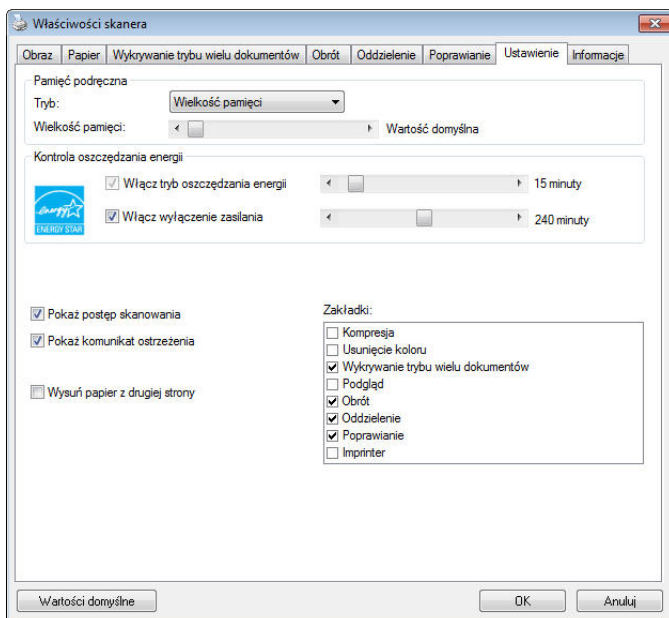 Właściwości skanera
Obraz Papier Wykrywanie trybu wielu dokumentów Obrót Oddzielenie Poprawianie Ustawienie Informacje
Pamięć podręczna
Tryb: Wielkość pamięci
Wielkość pamięci: Wartość domyślna
Kontrola oszczędzania energii
Włącz tryb oszczędzania energii 15 minuty
energy
ENERGY STAR
Włącz wyłączenie zasilania 240 minuty
Pokaż postęp skanowania
Pokaż komunikat ostrzeżenia
Wysuń papier z drugiej strony
Zakładki:
Kompresja
Usunięcie koloru
Wykrywanie trybu wielu dokumentów
Podgląd
Obrót
Oddzielenie
Poprawianie
Imprinter
Wartości domyślne OK Anuluj